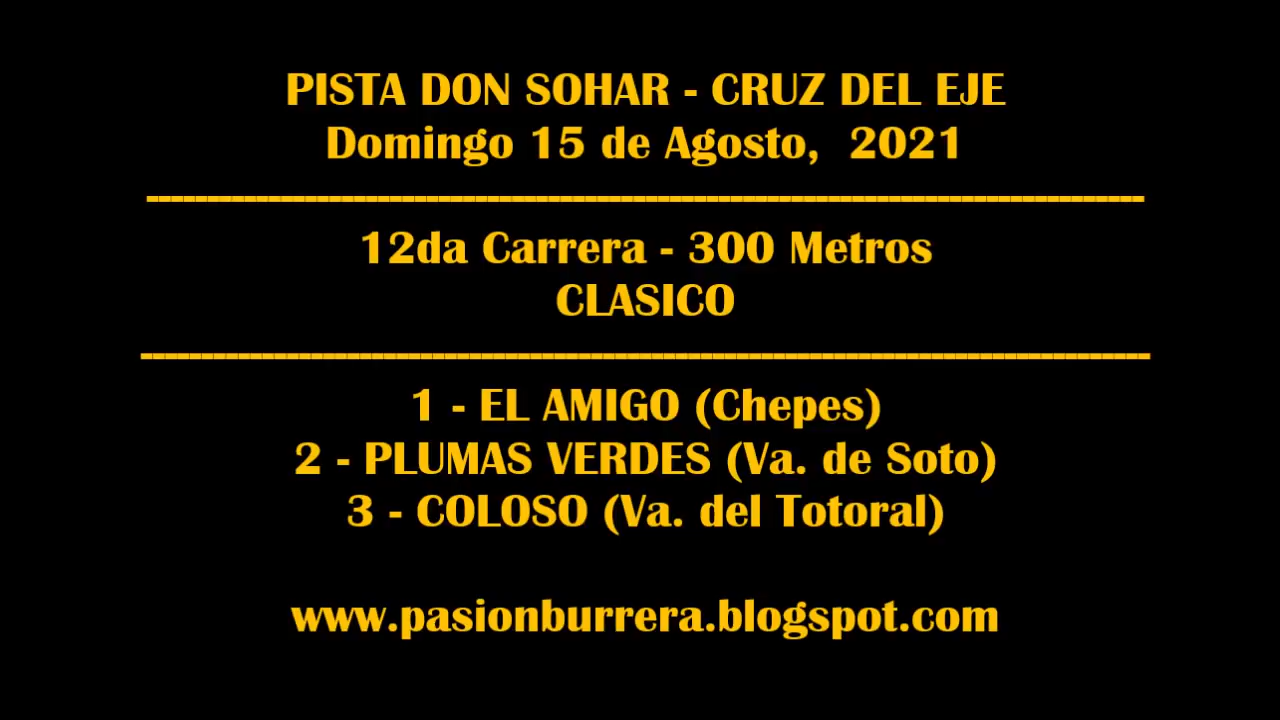 PISTA DON SOHAR - CRUZ DEL EJE
Domingo 15 de Agosto,  2021
12da Carrera - 300 Metros
CLASICO
1 - EL AMIGO (Chepes)
2 - PLUMAS VERDES (Va. de Soto)
3 - COLOSO (Va. del Totoral)
www.pasionburrera.blogspot.com